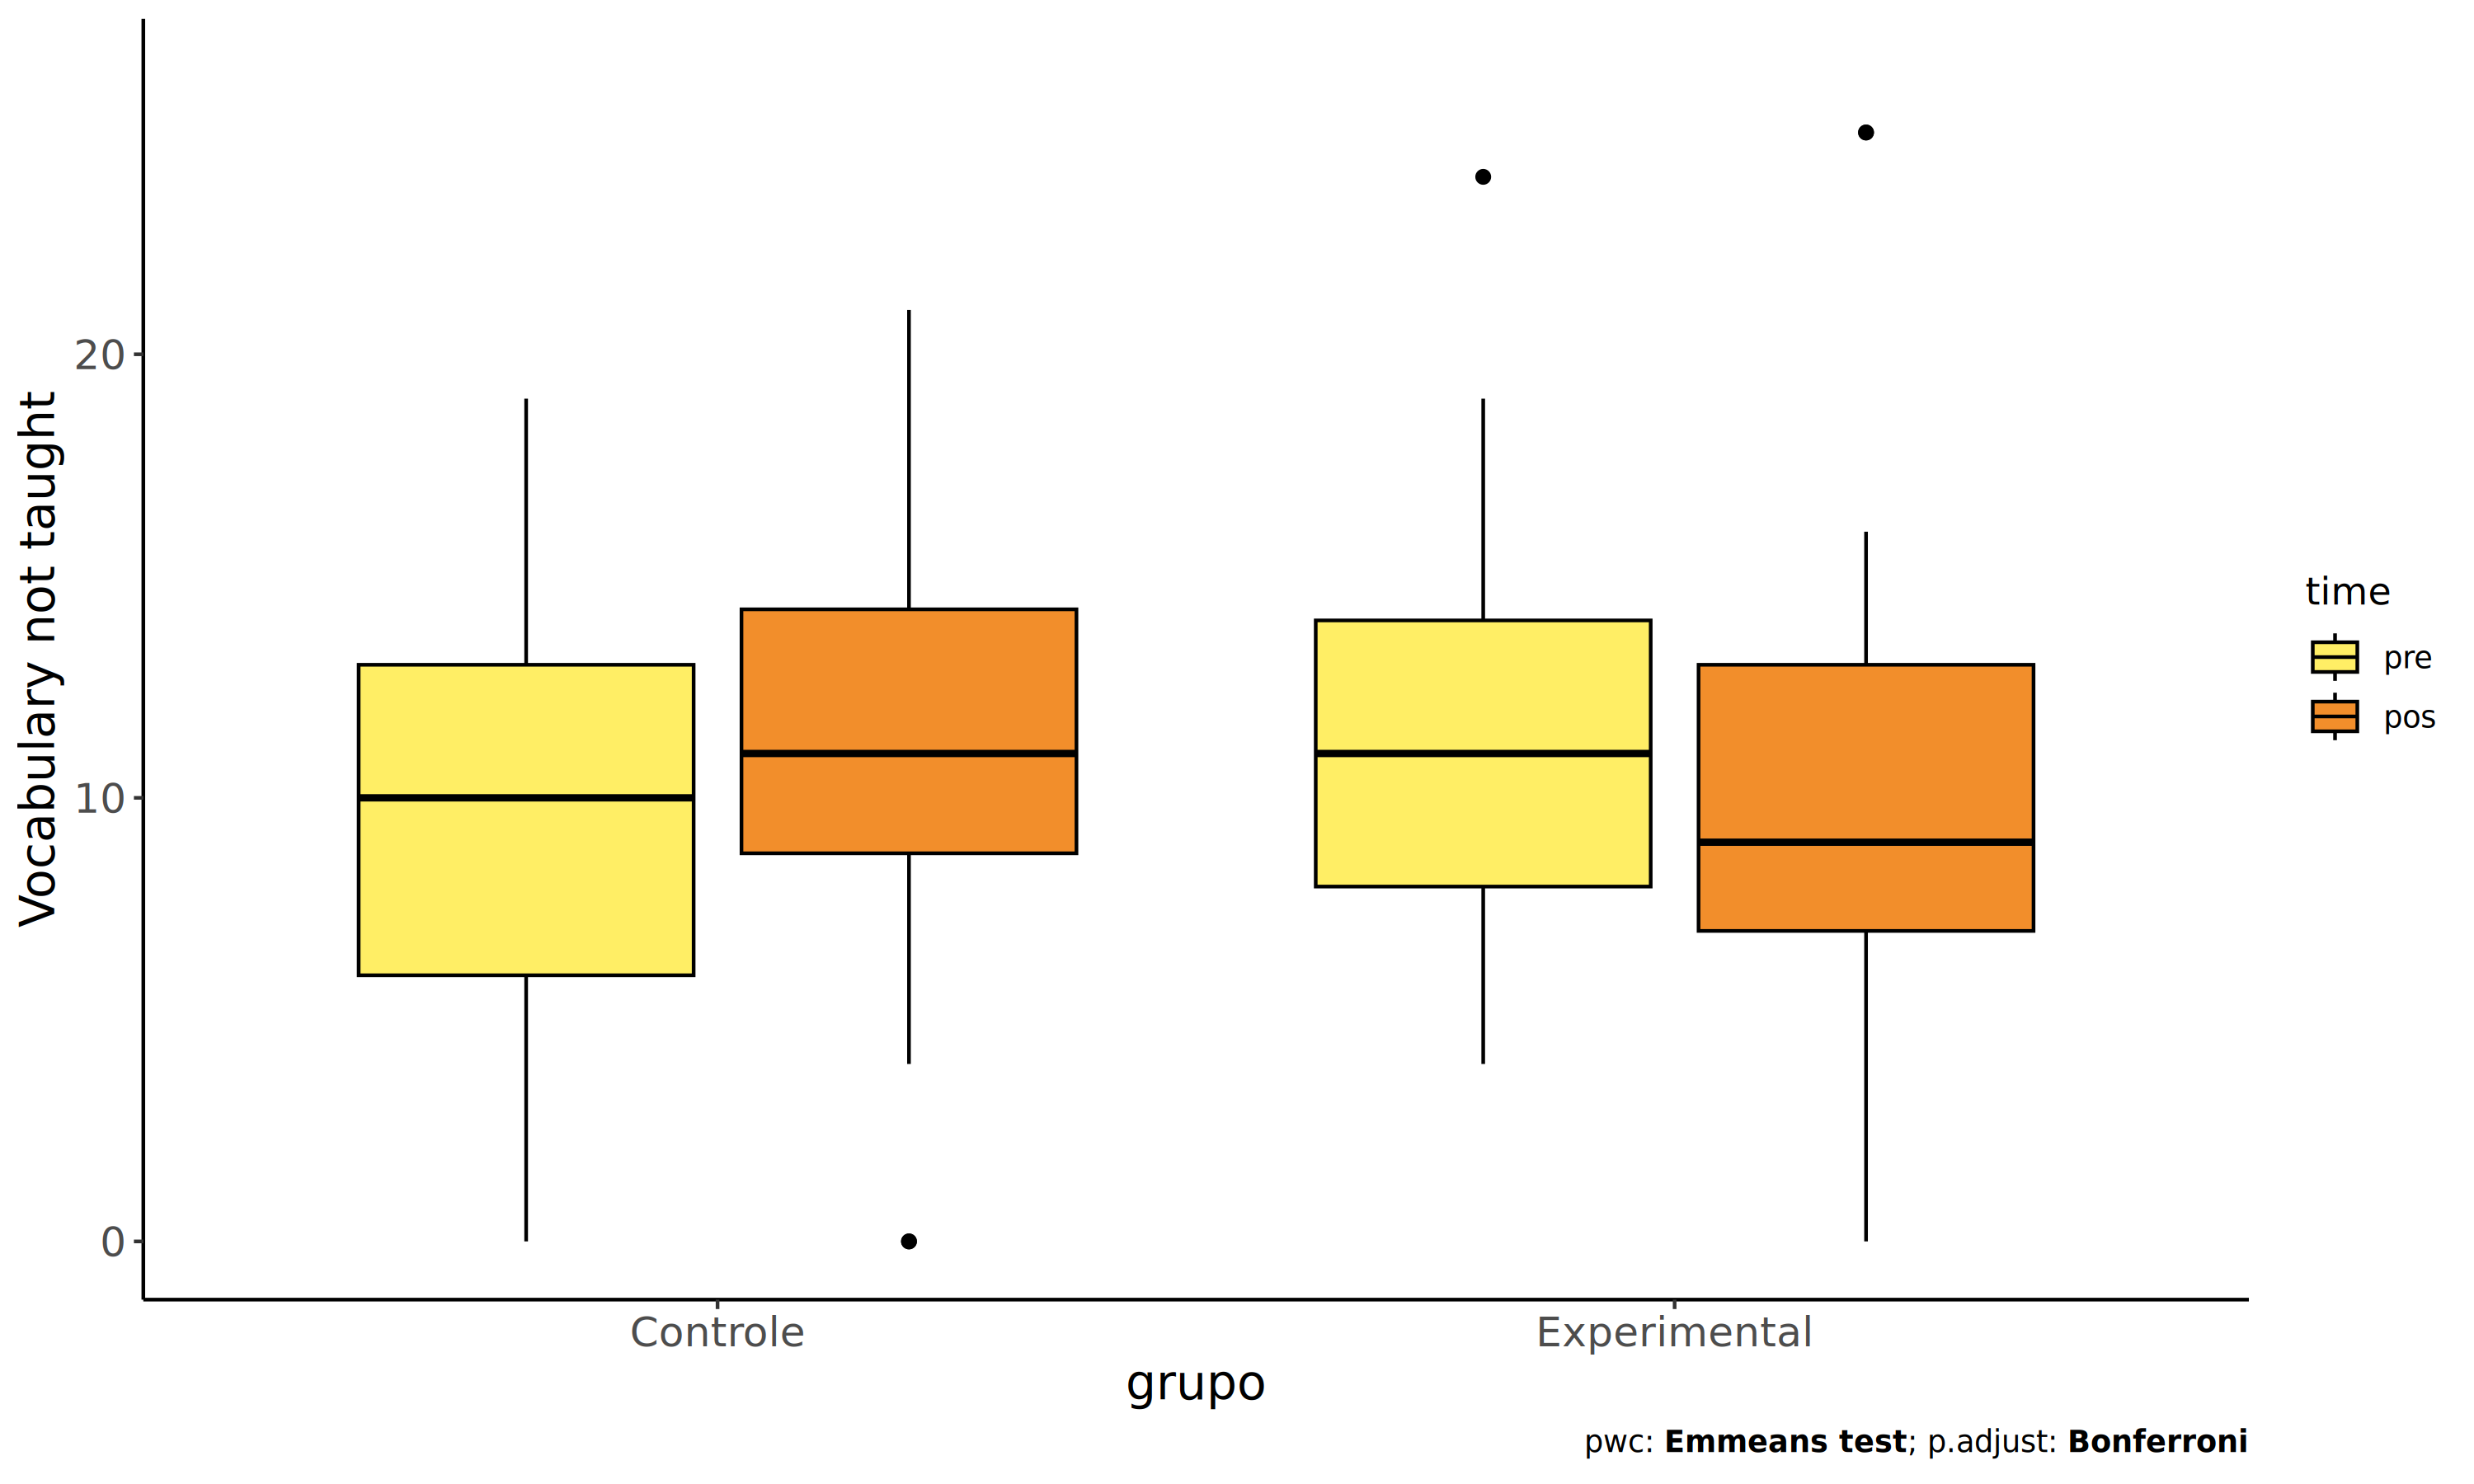 Vocabulary not taught
20
10
0
Controle
Experimental
grupo
time
pre
pos
pwc: Emmeans test; p.adjust: Bonferroni